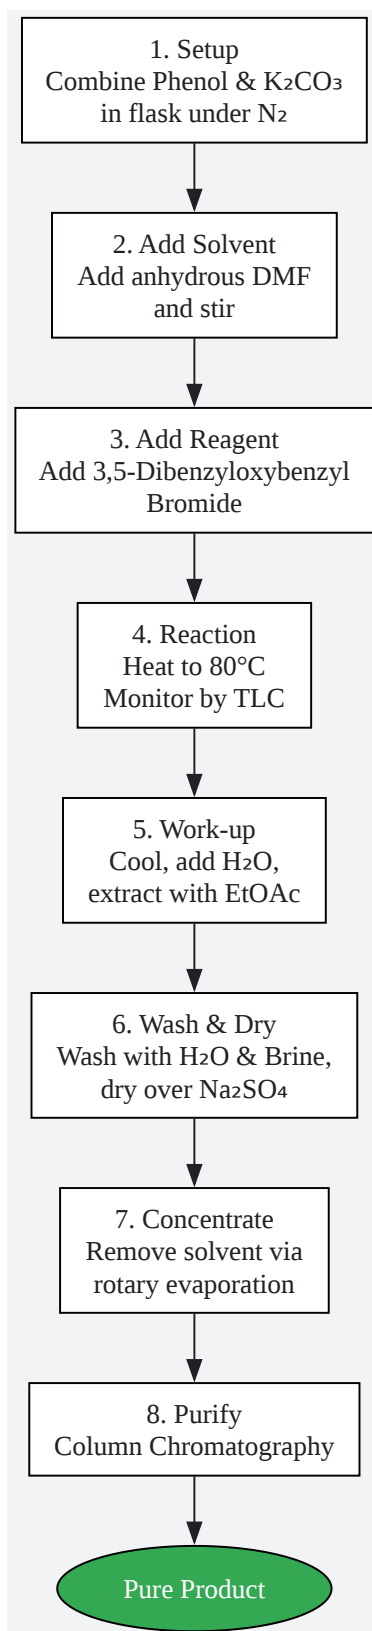 1. Setup
Combine Phenol & K₂CO₃
in flask under N₂
2. Add Solvent
Add anhydrous DMF
and stir
3. Add Reagent
Add 3,5-Dibenzyloxybenzyl
Bromide
4. Reaction
Heat to 80°C
Monitor by TLC
5. Work-up
Cool, add H₂O,
extract with EtOAc
6. Wash & Dry
Wash with H₂O & Brine,
dry over Na₂SO₄
7. Concentrate
Remove solvent via
rotary evaporation
8. Purify
Column Chromatography
Pure Product